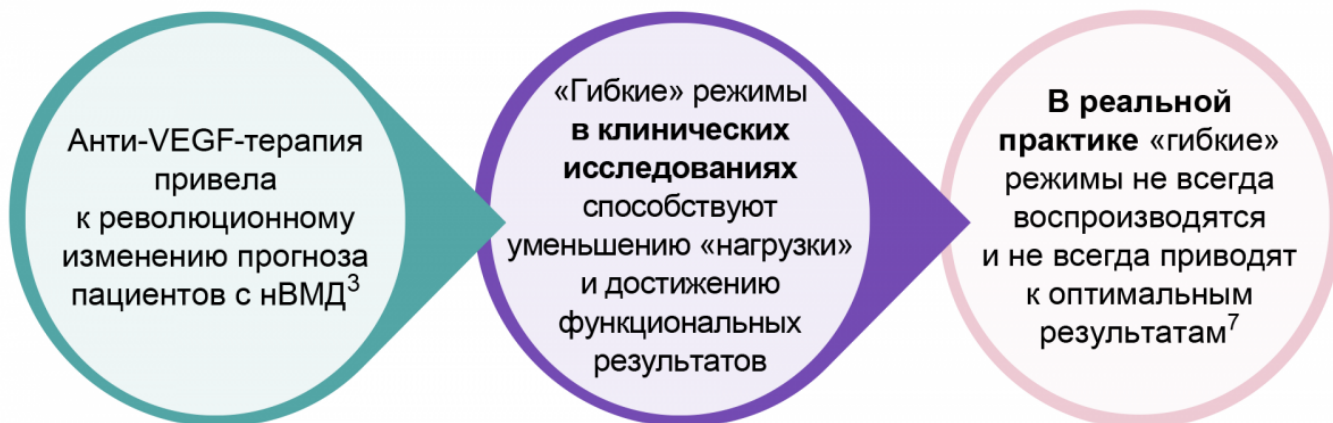 Анти-VEGF-терапия
привела
к революционному
изменению прогноза
пациентов с нВМД³
«Гибкие» режимы
в клинических
исследованиях
способствуют
уменьшению «нагрузки»
и достижению
функциональных
результатов
В реальной
практике «гибкие»
режимы не всегда
воспроизводятся
и не всегда приводят
к оптимальным
результатам⁷